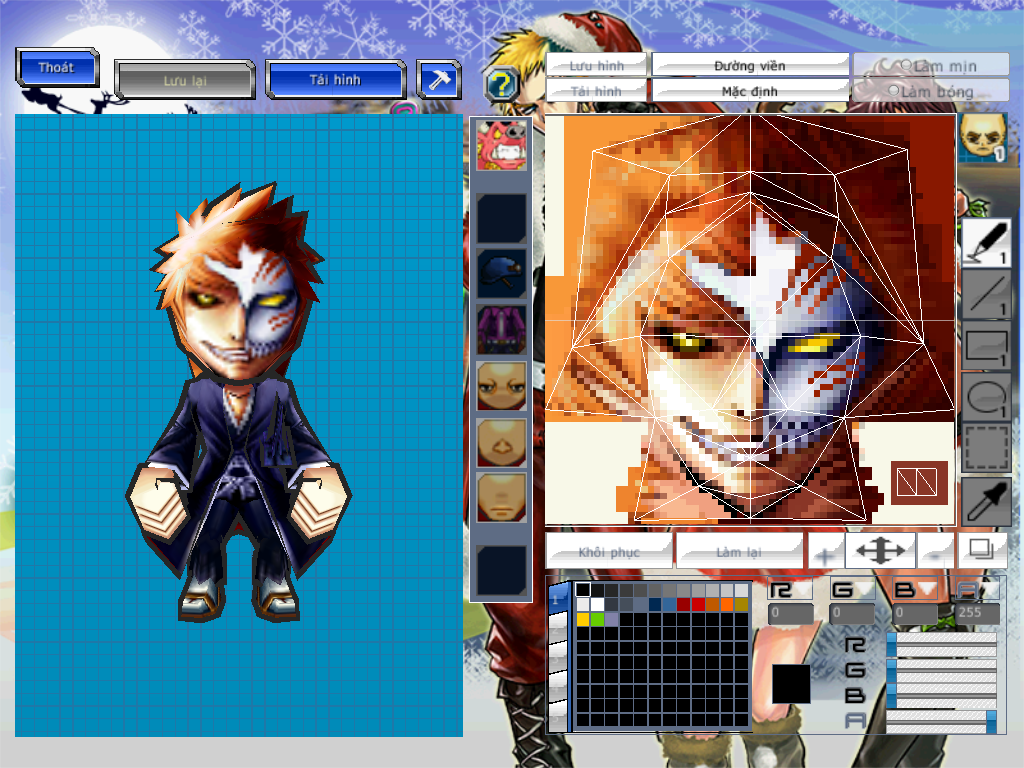 Thoát
Lưu lại
Tải hình
?
Lưu hình
Đường viền
Làm mịn
Tải hình
Mặc định
Làm bóng
1
1
1
1
1
Khôi phục
Làm lại
+
-
R G B A
0 0 0 255
R
G
B
A